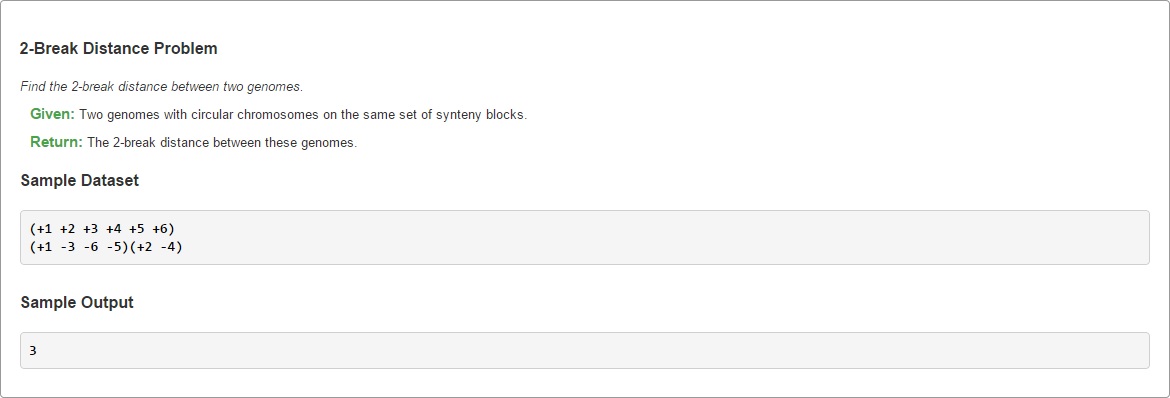 2-Break Distance Problem
Find the 2-break distance between two genomes.
Given: Two genomes with circular chromosomes on the same set of synteny blocks.
Return: The 2-break distance between these genomes.
Sample Dataset
(+1 +2 +3 +4 +5 +6)
(+1 -3 -6 -5)(+2 -4)
Sample Output
3